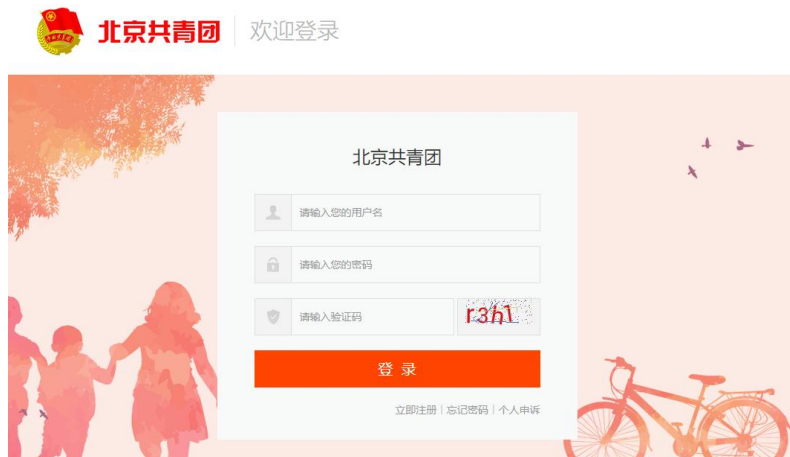 北京共青团 欢迎登录
北京共青团
请输入您的用户名
请输入您的密码
请输入验证码 r3h1
登 录
立即注册 | 忘记密码 | 个人申诉